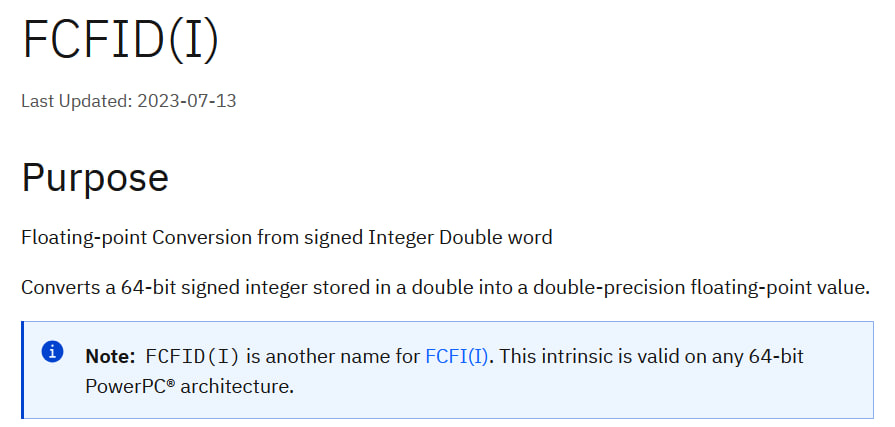 FCFID(I)
Last Updated: 2023-07-13
Purpose
Floating-point Conversion from signed Integer Double word
Converts a 64-bit signed integer stored in a double into a double-precision floating-point value.
Note: FCFID(I) is another name for FCFI(I). This intrinsic is valid on any 64-bit
PowerPC® architecture.